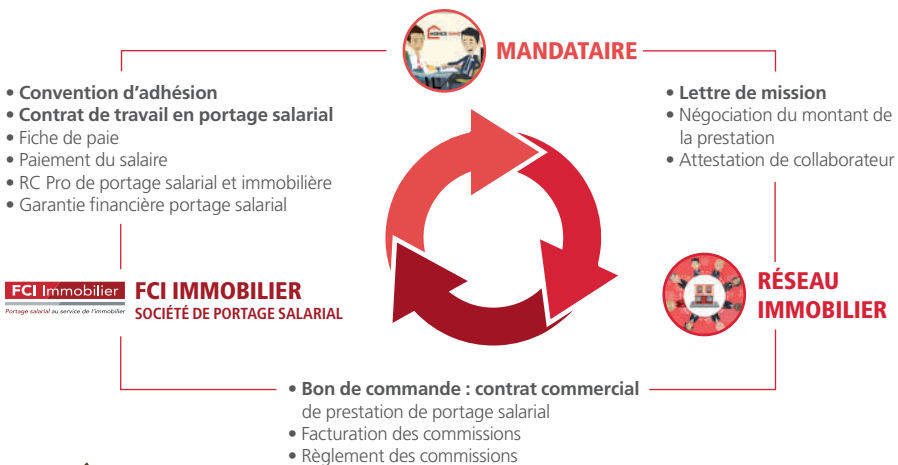 MANDATAIRE
• Convention d'adhésion
• Contrat de travail en portage salarial
• Fiche de paie
• Paiement du salaire
• RC Pro de portage salarial et immobilière
• Garantie financière portage salarial
• Lettre de mission
• Négociation du montant de
la prestation
• Attestation de collaborateur
FCI Immobilier
Portage salarial au service de l'immobilier
FCI IMMOBILIER
SOCIÉTÉ DE PORTAGE SALARIAL
RÉSEAU
IMMOBILIER
• Bon de commande : contrat commercial
de prestation de portage salarial
• Facturation des commissions
• Règlement des commissions